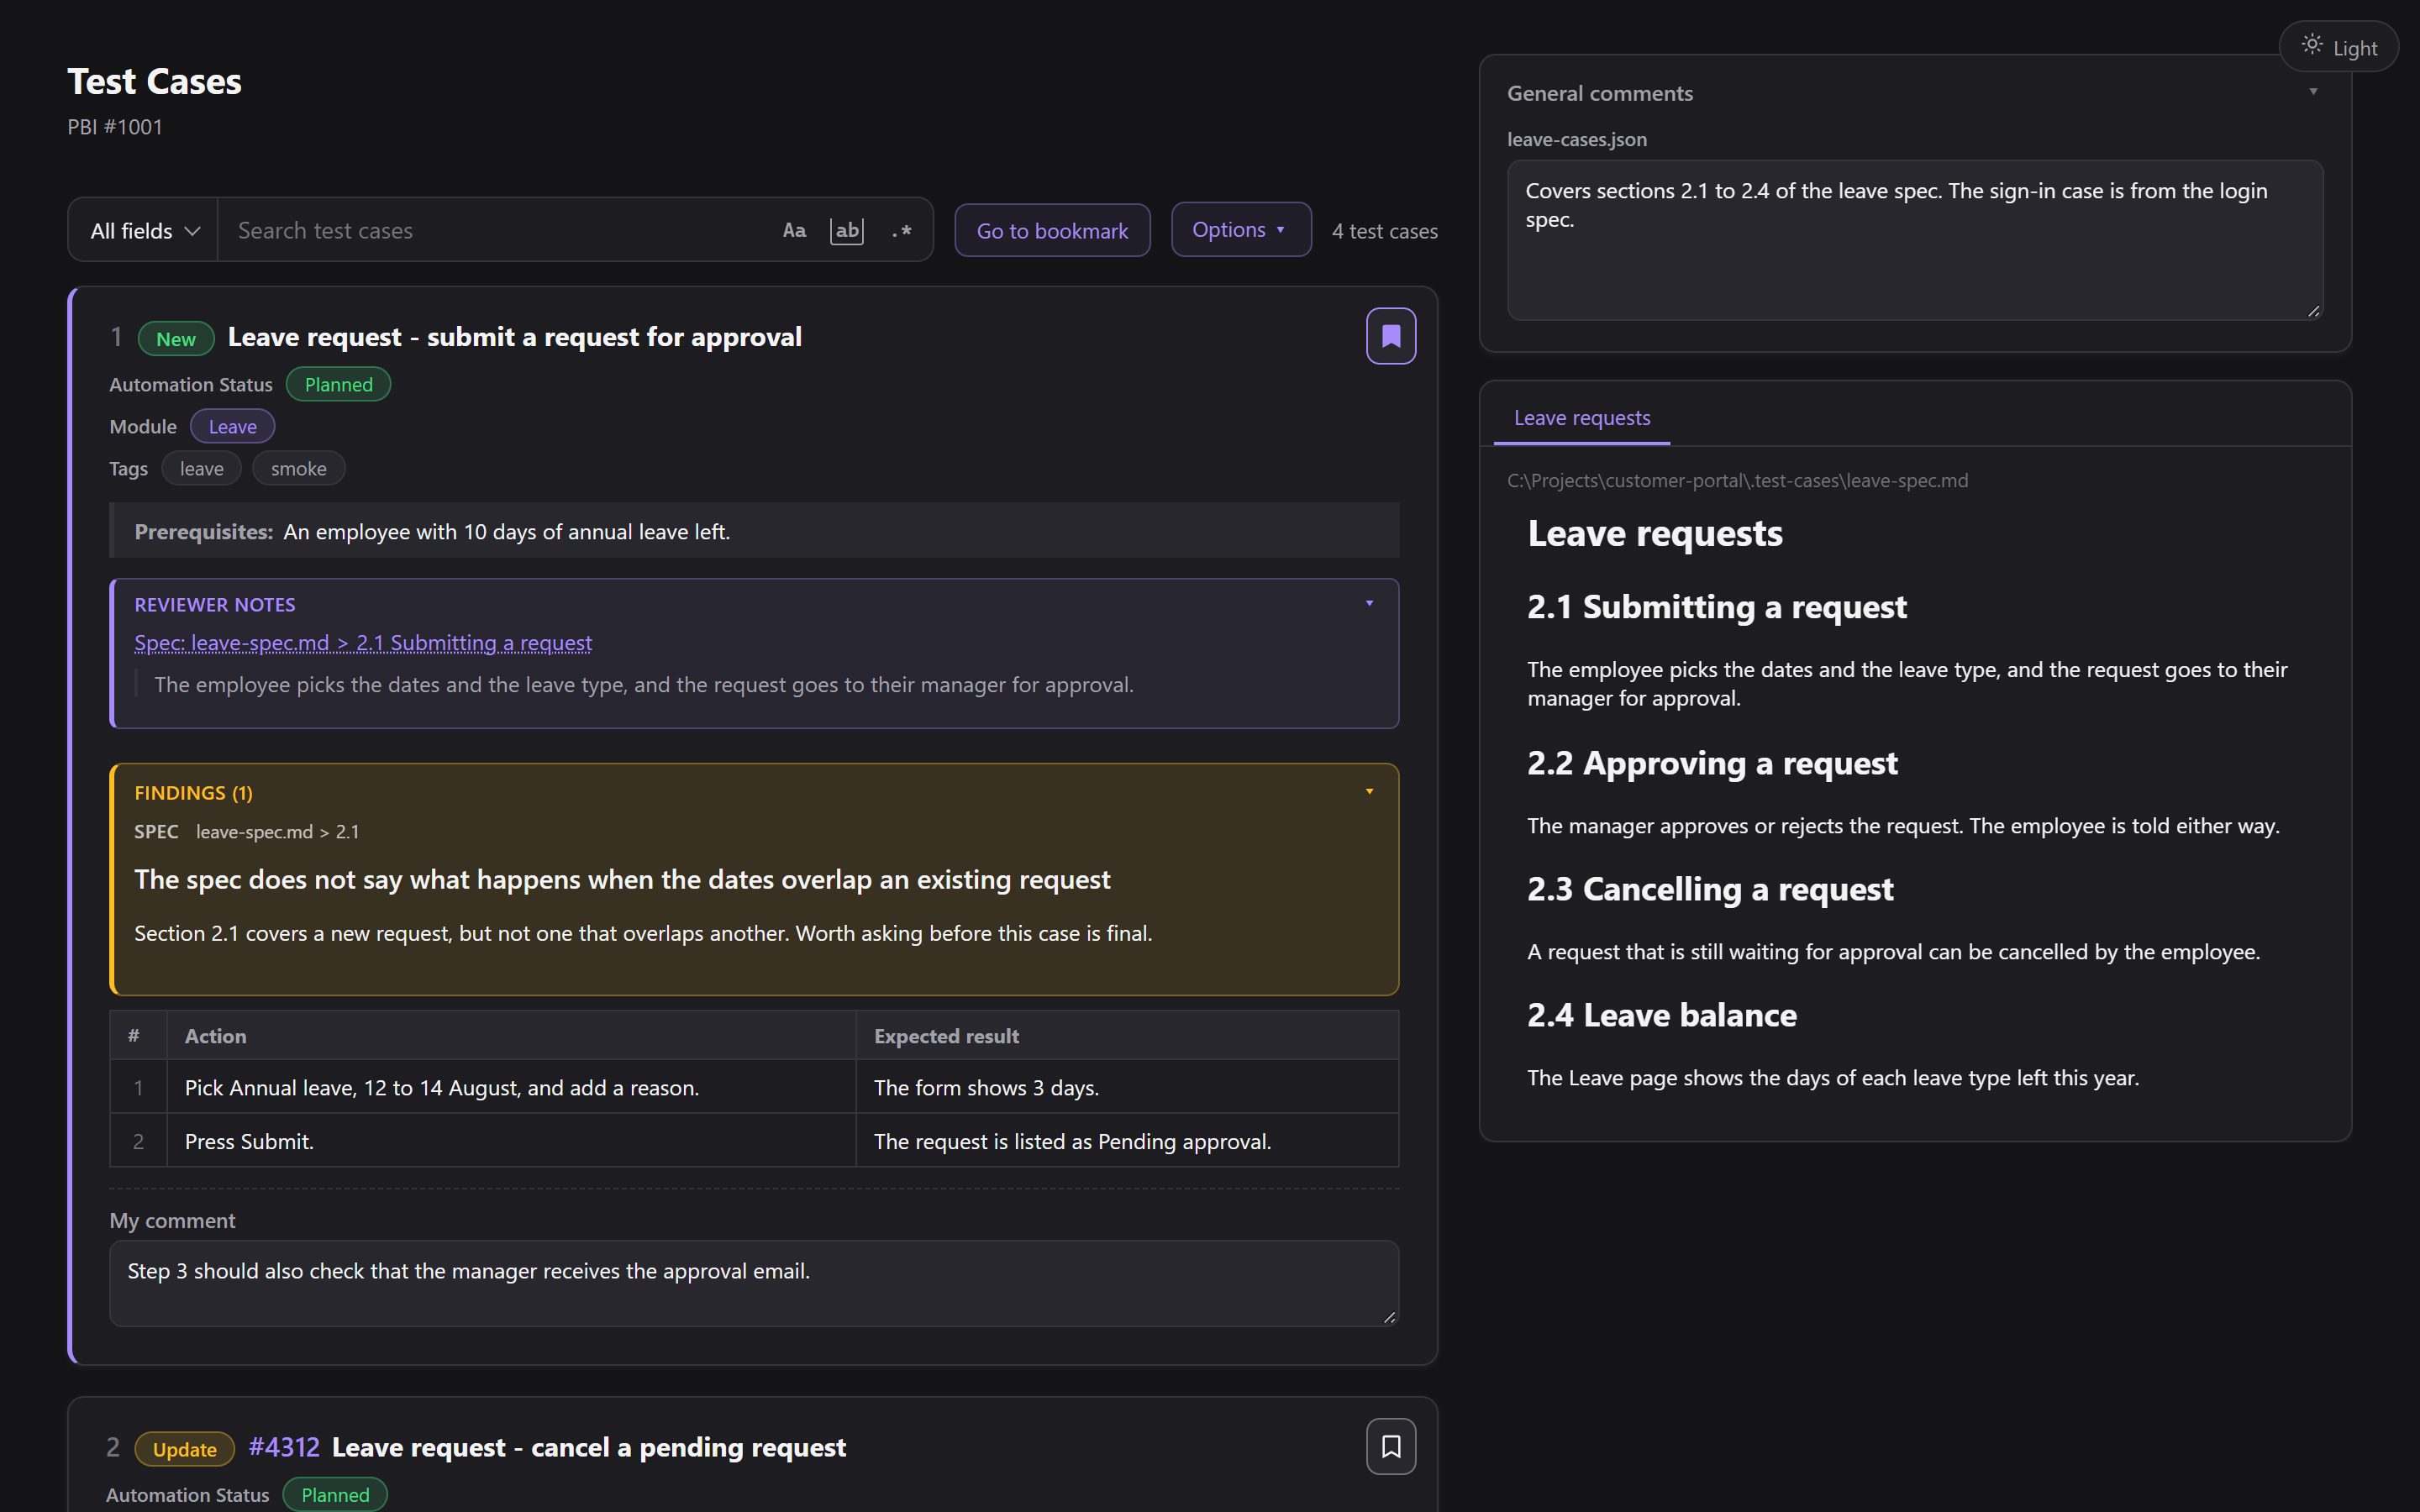 Light
Test Cases
PBI #1001
All fields
Search test cases
Aa
ab
.*
Go to bookmark
Options
4 test cases
1 New Leave request - submit a request for approval
Automation Status Planned
Module Leave
Tags leave smoke
Prerequisites: An employee with 10 days of annual leave left.
REVIEWER NOTES
Spec: leave-spec.md > 2.1 Submitting a request
The employee picks the dates and the leave type, and the request goes to their manager for approval.
FINDINGS (1)
SPEC leave-spec.md > 2.1
The spec does not say what happens when the dates overlap an existing request
Section 2.1 covers a new request, but not one that overlaps another. Worth asking before this case is final.
# Action Expected result
1 Pick Annual leave, 12 to 14 August, and add a reason. The form shows 3 days.
2 Press Submit. The request is listed as Pending approval.
My comment
Step 3 should also check that the manager receives the approval email.
2 Update #4312 Leave request - cancel a pending request
Automation Status Planned
General comments
leave-cases.json
Covers sections 2.1 to 2.4 of the leave spec. The sign-in case is from the login
spec.
Leave requests
C:\Projects\customer-portal\.test-cases\leave-spec.md
Leave requests
2.1 Submitting a request
The employee picks the dates and the leave type, and the request goes to their
manager for approval.
2.2 Approving a request
The manager approves or rejects the request. The employee is told either way.
2.3 Cancelling a request
A request that is still waiting for approval can be cancelled by the employee.
2.4 Leave balance
The Leave page shows the days of each leave type left this year.